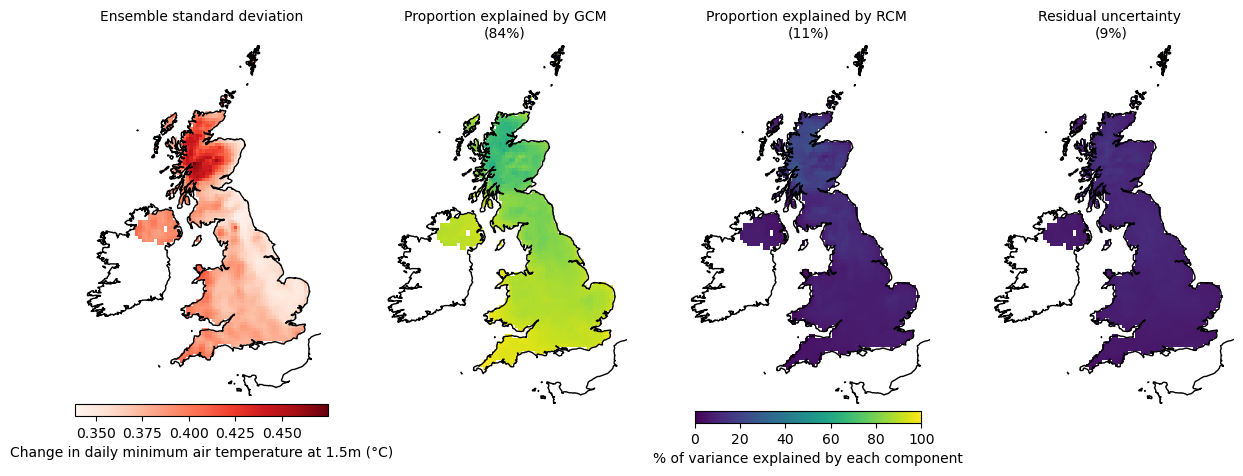 Ensemble standard deviation
Proportion explained by GCM
(84%)
Proportion explained by RCM
(11%)
Residual uncertainty
(9%)
0.350 0.375 0.400 0.425 0.450
Change in daily minimum air temperature at 1.5m (°C)
0 20 40 60 80 100
% of variance explained by each component